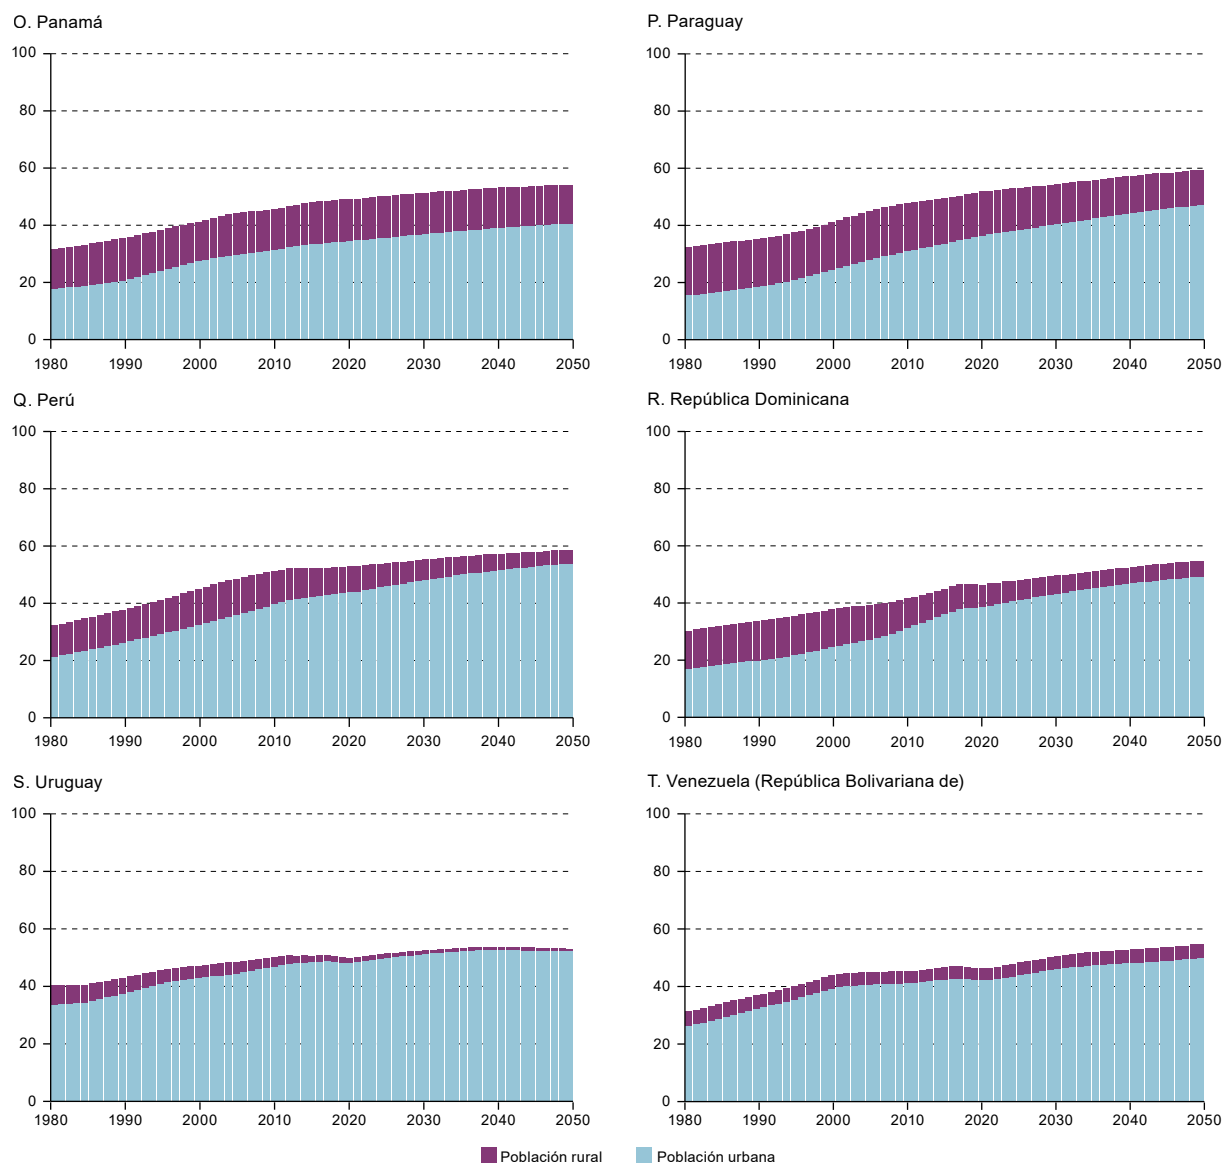 O. Panamá
100
80
60
40
20
0
1980 1990 2000 2010 2020 2030 2040 2050
P. Paraguay
100
80
60
40
20
0
1980 1990 2000 2010 2020 2030 2040 2050
Q. Perú
100
80
60
40
20
0
1980 1990 2000 2010 2020 2030 2040 2050
R. República Dominicana
100
80
60
40
20
0
1980 1990 2000 2010 2020 2030 2040 2050
S. Uruguay
100
80
60
40
20
0
1980 1990 2000 2010 2020 2030 2040 2050
T. Venezuela (República Bolivariana de)
100
80
60
40
20
0
1980 1990 2000 2010 2020 2030 2040 2050
Población rural Población urbana